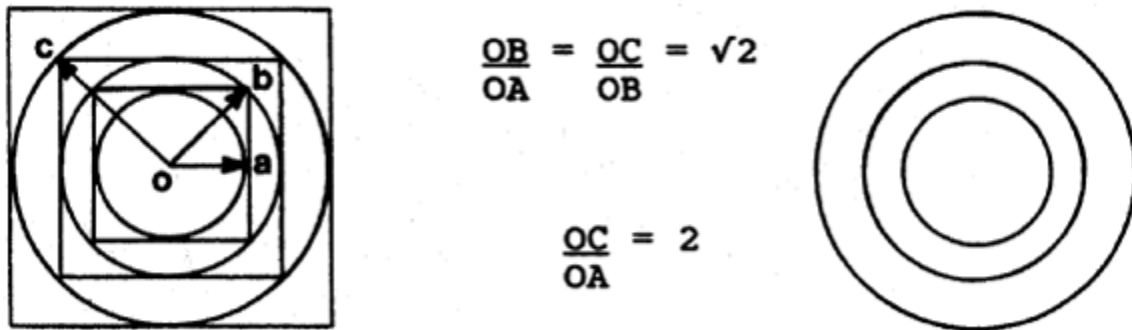 c
b
o
a
OB = OC = √2
OA OB
OC = 2
OA